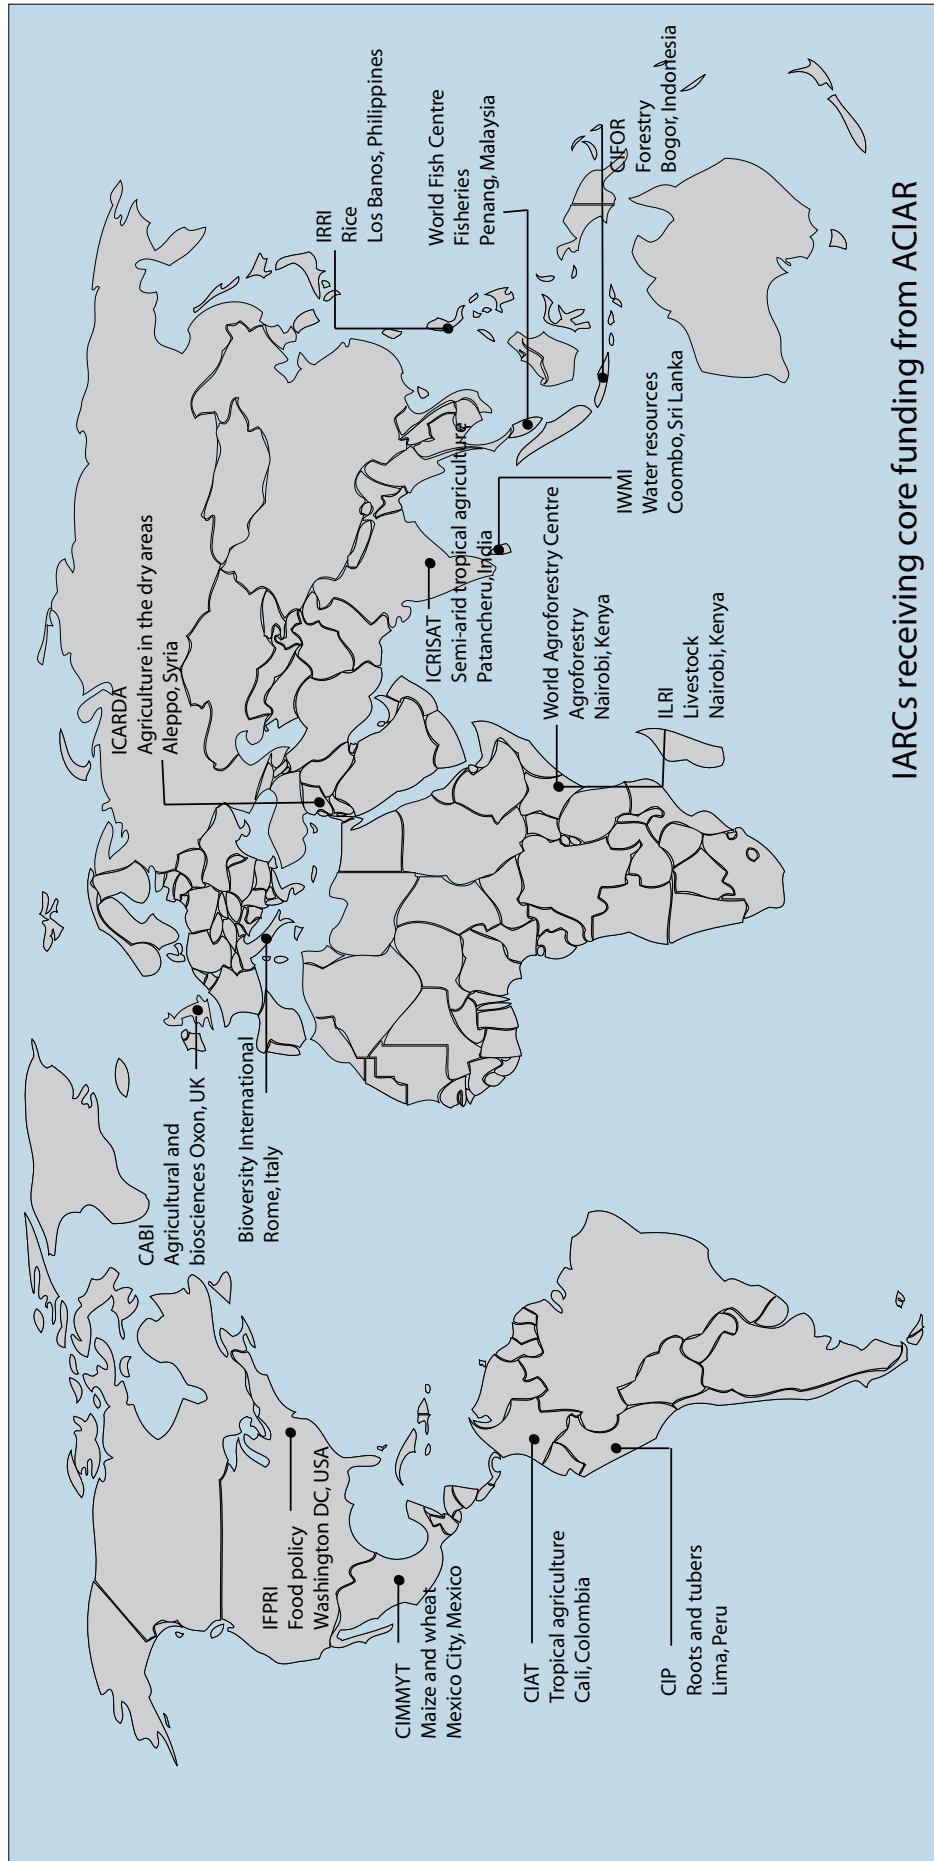 CABI
Agricultural and
biosciences Oxon, UK
Bioversity International
Rome, Italy
ICARDA
Agriculture in the dry areas
Aleppo, Syria
IRRI
Rice
Los Banos, Philippines
World Fish Centre
Fisheries
Penang, Malaysia
CIFOR
Forestry
Bogor, Indonesia
ICRISAT
Semi-arid tropical agriculture
Patancheru, India
IWMI
Water resources
Coombo, Sri Lanka
World Agroforestry Centre
Agroforestry
Nairobi, Kenya
ILRI
Livestock
Nairobi, Kenya
IFPRI
Food policy
Washington DC, USA
CIMMYT
Maize and wheat
Mexico City, Mexico
CIAT
Tropical agriculture
Cali, Colombia
CIP
Roots and tubers
Lima, Peru
IARCs receiving core funding from ACIAR